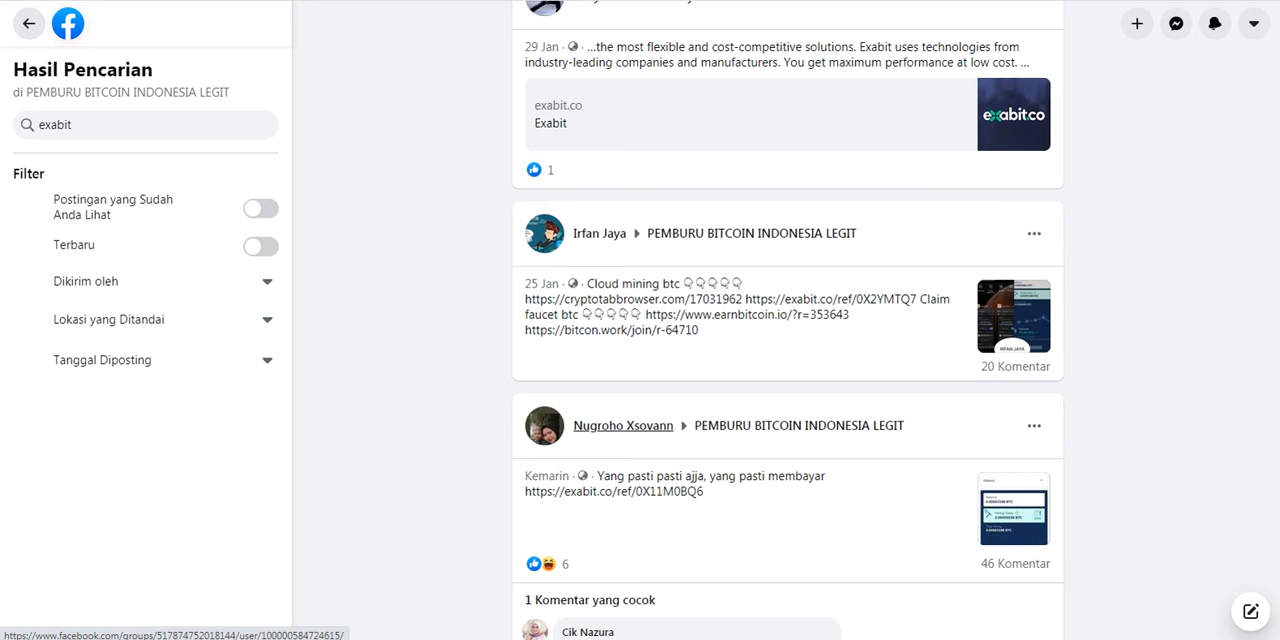 Hasil Pencarian
di PEMBURU BITCOIN INDONESIA LEGIT
exabit
Filter
Postingan yang Sudah
Anda Lihat
Terbaru
Dikirim oleh
Lokasi yang Ditandai
Tanggal Diposting
29 Jan · ...the most flexible and cost-competitive solutions. Exabit uses technologies from
industry-leading companies and manufacturers. You get maximum performance at low cost. ...
exabit.co
Exabit
exabit.co
1
Irfan Jaya PEMBURU BITCOIN INDONESIA LEGIT
25 Jan · Cloud mining btc 👇👇👇👇👇
https://cryptotabbrowser.com/17031962 https://exabit.co/ref/0X2YMTQ7 Claim
faucet btc 👇👇👇👇👇 https://www.earnbitcoin.io/?r=353643
https://bitcon.work/join/r-64710
IRFAN JAYA
20 Komentar
Nugroho Xsovann PEMBURU BITCOIN INDONESIA LEGIT
Kemarin · Yang pasti pasti ajja, yang pasti membayar
https://exabit.co/ref/0X11M0BQ6
6
46 Komentar
1 Komentar yang cocok
Cik Nazura
https://www.facebook.com/groups/517874752018144/user/100000584724615/